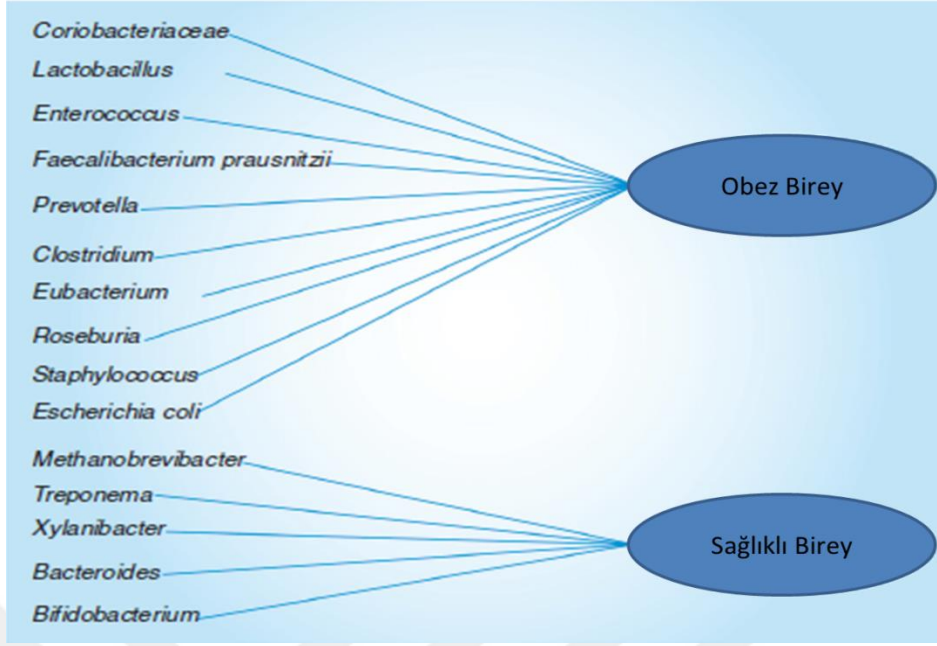 Coriobacteriaceae
Lactobacillus
Enterococcus
Faecalibacterium prausnitzii
Prevotella
Clostridium
Eubacterium
Roseburia
Staphylococcus
Escherichia coli
Obez Birey
Methanobrevibacter
Treponema
Xylanibacter
Bacteroides
Bifidobacterium
Sağlıklı Birey